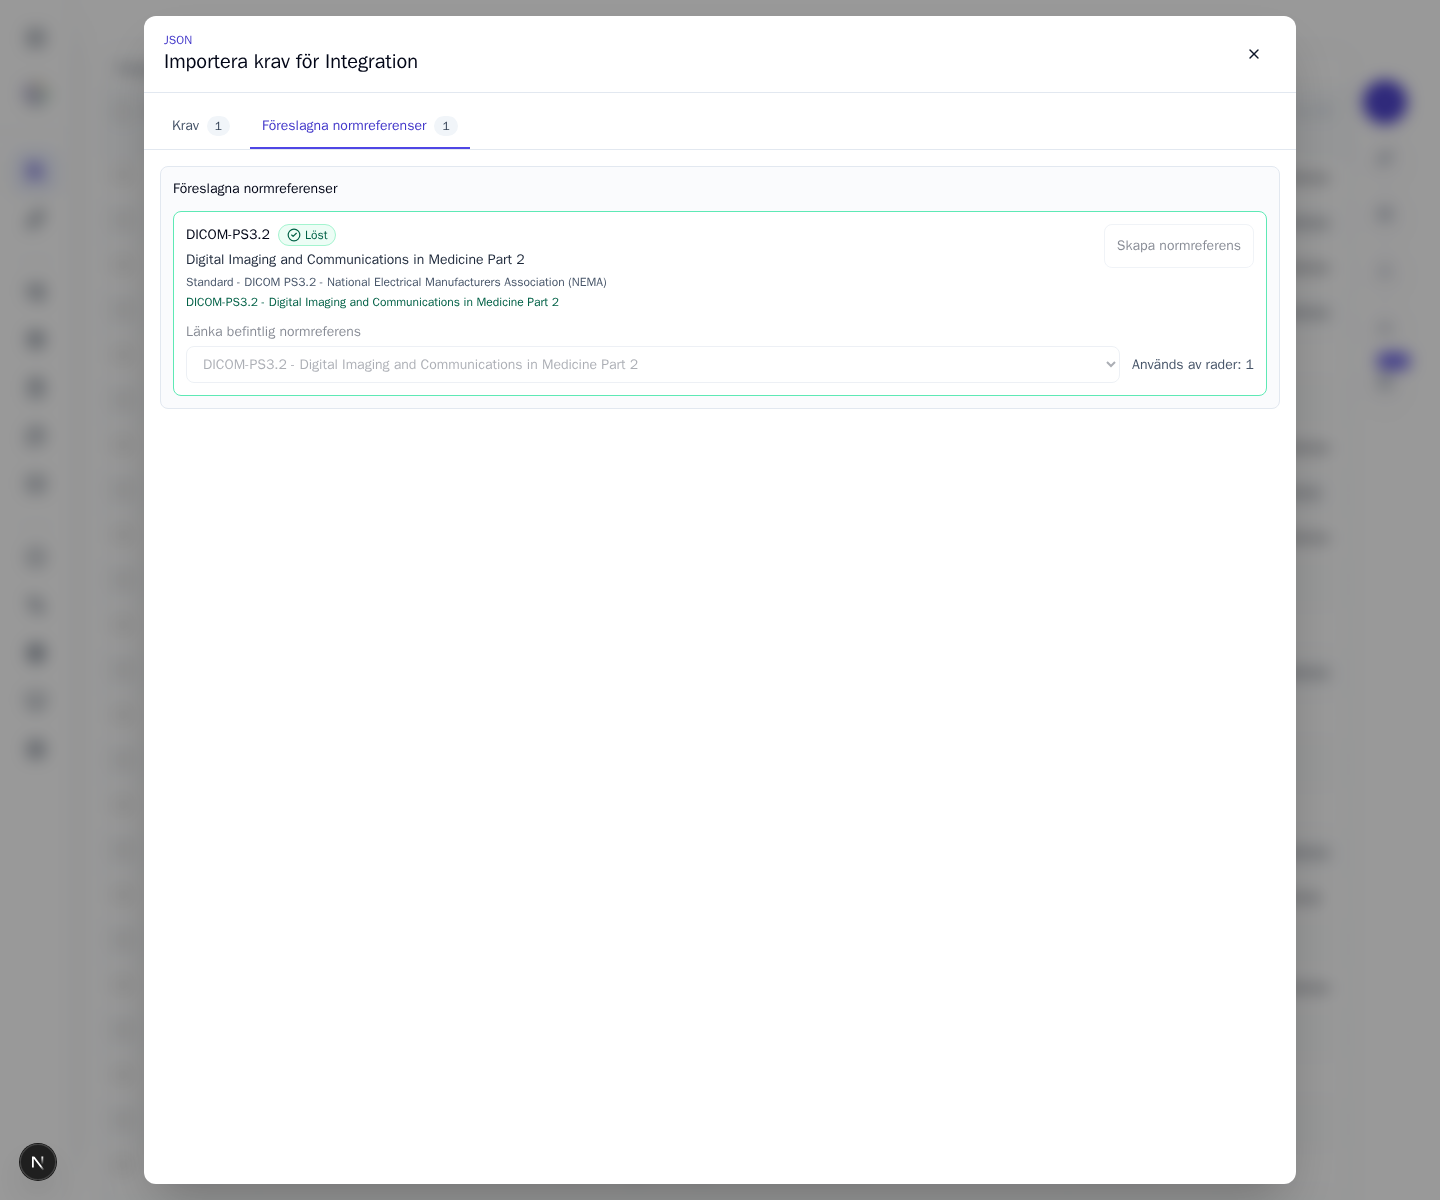 JSON
Importera krav för Integration
Krav 1
Föreslagna normreferenser 1
Föreslagna normreferenser
DICOM-PS3.2 Löst
Skapa normreferens
Digital Imaging and Communications in Medicine Part 2
Standard - DICOM PS3.2 - National Electrical Manufacturers Association (NEMA)
DICOM-PS3.2 - Digital Imaging and Communications in Medicine Part 2
Länka befintlig normreferens
DICOM-PS3.2 - Digital Imaging and Communications in Medicine Part 2
Används av rader: 1
N